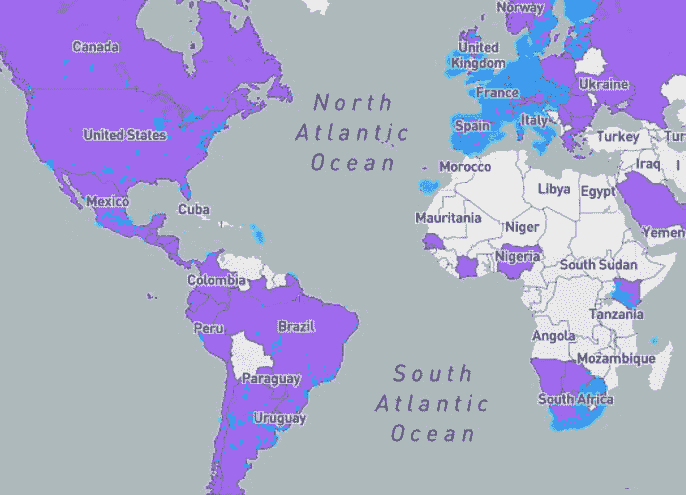 Norway
Canada
United
Kingdom
Ukraine
North
Atlantic
Ocean
France
United States
Spain
Italy
Turkey
Tur
Iraq
I
Morocco
Libya
Egypt
Mexico
Cuba
Mauritania
Niger
Yemen
Nigeria
South Sudan
Colombia
Tanzania
Peru
Brazil
Angola
Mozambique
Paraguay
South
Atlantic
Ocean
South Africa
Uruguay